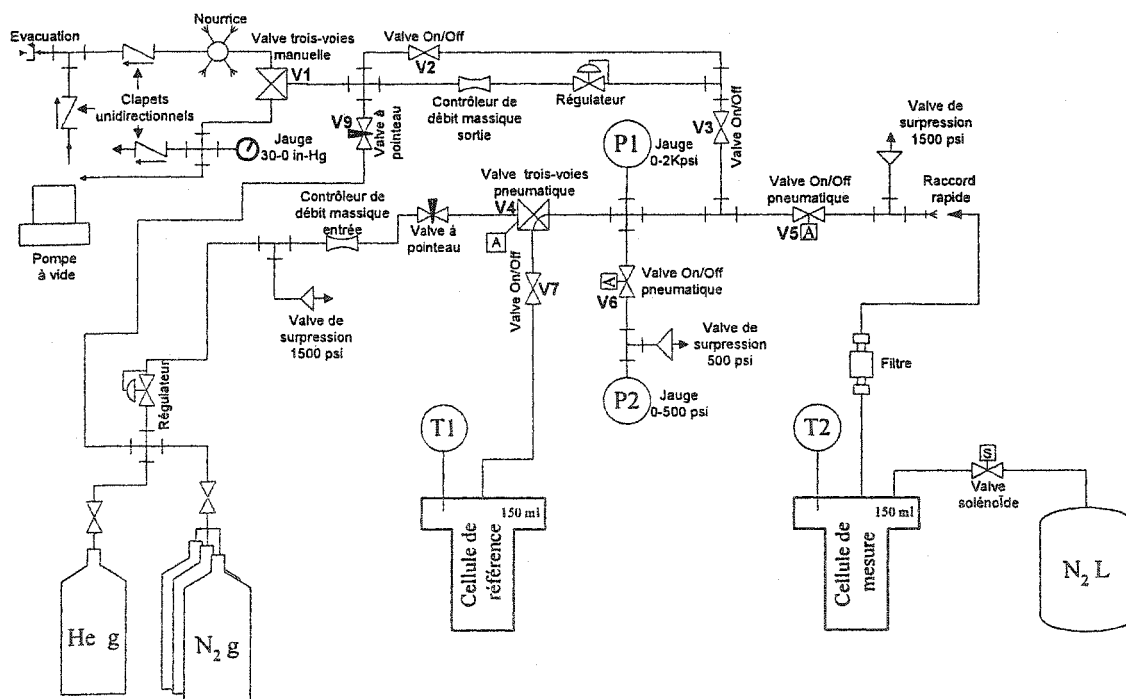 Evacuation
Nourrice
Valve trois-voies
manuelle
V1
Valve On/Off
V2
Clapets
unidirectionnels
Contrôleur de
débit massique
sortie
Régulateur
V9
Valve à
pointeau
Jauge
30-0 in-Hg
P1
Jauge
0-2Kpsi
V3
Valve On/Off
Valve de
surpression
1500 psi
Pompe
à vide
Contrôleur de
débit massique
entrée
Valve à
pointeau
Valve trois-voies
pneumatique
V4
A
Valve On/Off
pneumatique
V5
A
Raccord
rapide
Valve de
surpression
1500 psi
Valve On/Off
V7
A
V6
Valve On/Off
pneumatique
Valve de
surpression
500 psi
P2
Jauge
0-500 psi
Filtre
Régulateur
T1
T2
S
Valve
solénoïde
150 ml
Cellule de
référence
150 ml
Cellule de
mesure
N2 L
He g
N2 g